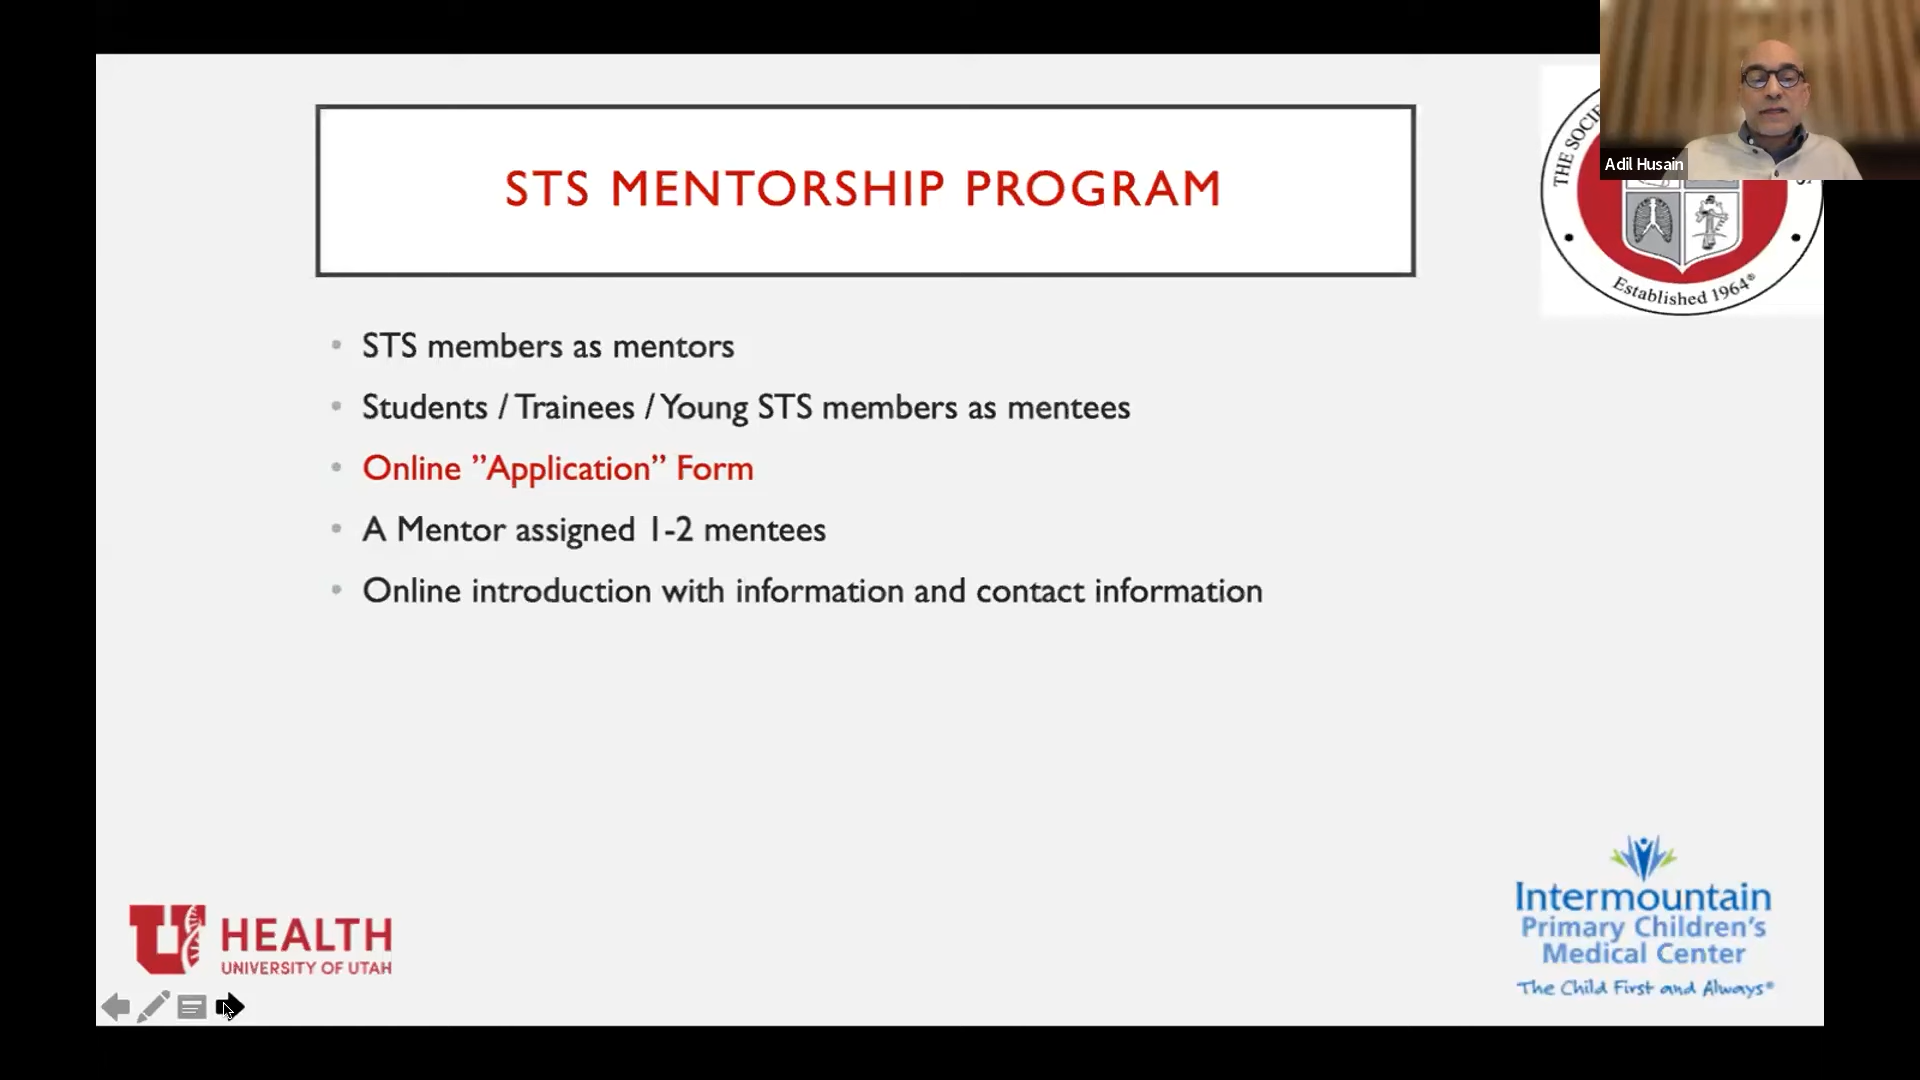 STS MENTORSHIP PROGRAM
THE SOCIE
Adil Husain
Established 1964®
STS members as mentors
Students / Trainees / Young STS members as mentees
Online ”Application” Form
A Mentor assigned 1-2 mentees
Online introduction with information and contact information
U HEALTH
UNIVERSITY OF UTAH
Intermountain
Primary Children's
Medical Center
The Child First and Always®